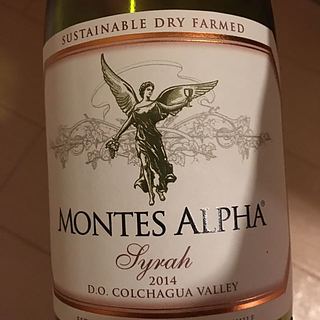 SUSTAINABLE DRY FARMED
MONTES ALPHA®
Syrah
2014
D.O. COLCHAGUA VALLEY